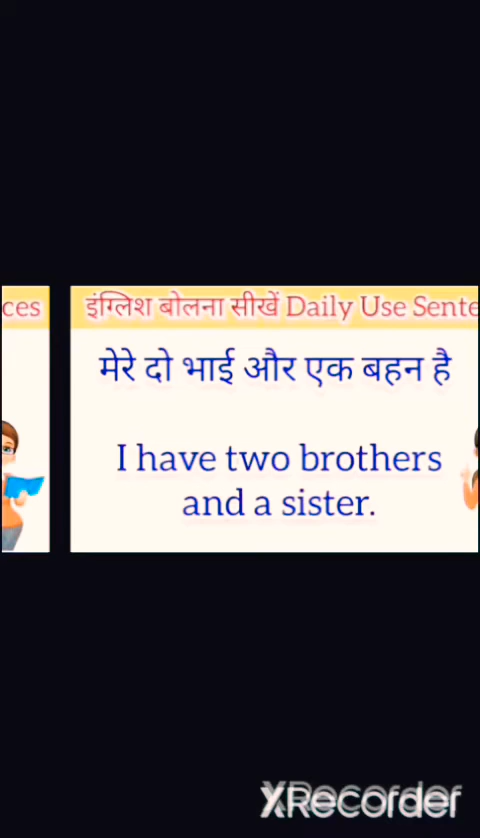 ces
इंग्लिश बोलना सीखें Daily Use Sente
मेरे दो भाई और एक बहन है
I have two brothers
and a sister.
XRecorder